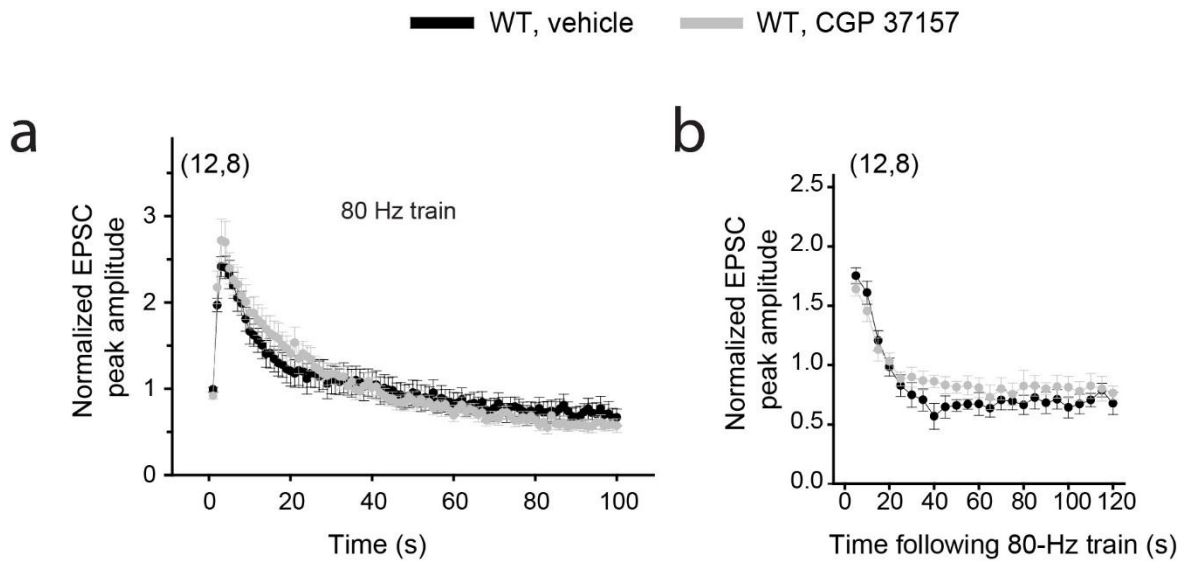 WT, vehicle WT, CGP 37157
a
(12,8)
80 Hz train
Normalized EPSC
peak amplitude
3
2
1
0
0 20 40 60 80 100
Time (s)
b
(12,8)
Normalized EPSC
peak amplitude
2.5
2.0
1.5
1.0
0.5
0.0
0 20 40 60 80 100 120
Time following 80-Hz train (s)